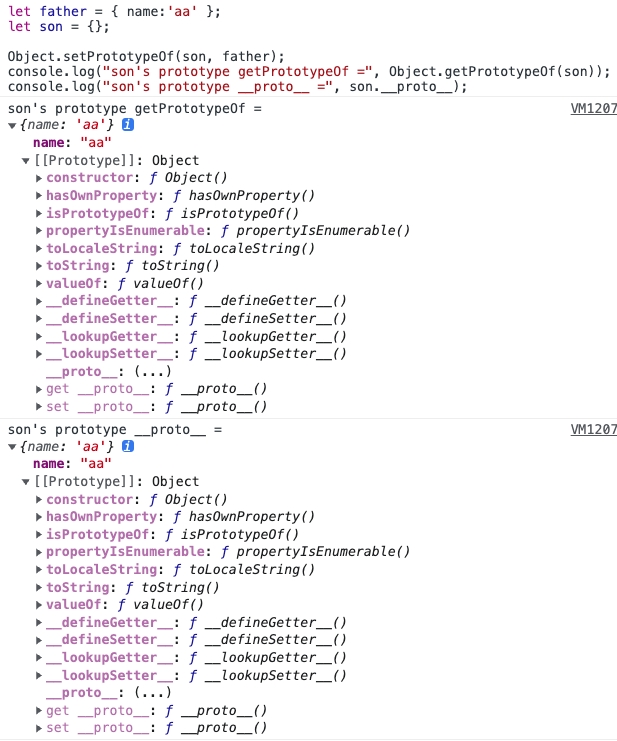 let father = { name:'aa' };
let son = {};
Object.setPrototypeOf(son, father);
console.log("son's prototype getPrototypeOf =", Object.getPrototypeOf(son));
console.log("son's prototype __proto__ =", son.__proto__);
son's prototype getPrototypeOf = VM1207
▼{name: 'aa'} i
name: "aa"
▼[[Prototype]]: Object
▶constructor: ƒ Object()
▶hasOwnProperty: ƒ hasOwnProperty()
▶isPrototypeOf: ƒ isPrototypeOf()
▶propertyIsEnumerable: ƒ propertyIsEnumerable()
▶toLocaleString: ƒ toLocaleString()
▶toString: ƒ toString()
▶valueOf: ƒ valueOf()
▶__defineGetter__: ƒ __defineGetter__()
▶__defineSetter__: ƒ __defineSetter__()
▶__lookupGetter__: ƒ __lookupGetter__()
▶__lookupSetter__: ƒ __lookupSetter__()
__proto__: (...)
▶get __proto__: ƒ __proto__()
▶set __proto__: ƒ __proto__()
son's prototype __proto__ = VM1207
▼{name: 'aa'} i
name: "aa"
▼[[Prototype]]: Object
▶constructor: ƒ Object()
▶hasOwnProperty: ƒ hasOwnProperty()
▶isPrototypeOf: ƒ isPrototypeOf()
▶propertyIsEnumerable: ƒ propertyIsEnumerable()
▶toLocaleString: ƒ toLocaleString()
▶toString: ƒ toString()
▶valueOf: ƒ valueOf()
▶__defineGetter__: ƒ __defineGetter__()
▶__defineSetter__: ƒ __defineSetter__()
▶__lookupGetter__: ƒ __lookupGetter__()
▶__lookupSetter__: ƒ __lookupSetter__()
__proto__: (...)
▶get __proto__: ƒ __proto__()
▶set __proto__: ƒ __proto__()